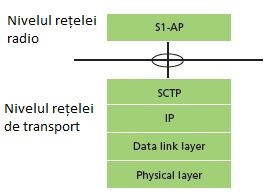 Nivelul rețelei
radio
S1-AP
Nivelul rețelei
de transport
SCTP
IP
Data link layer
Physical layer